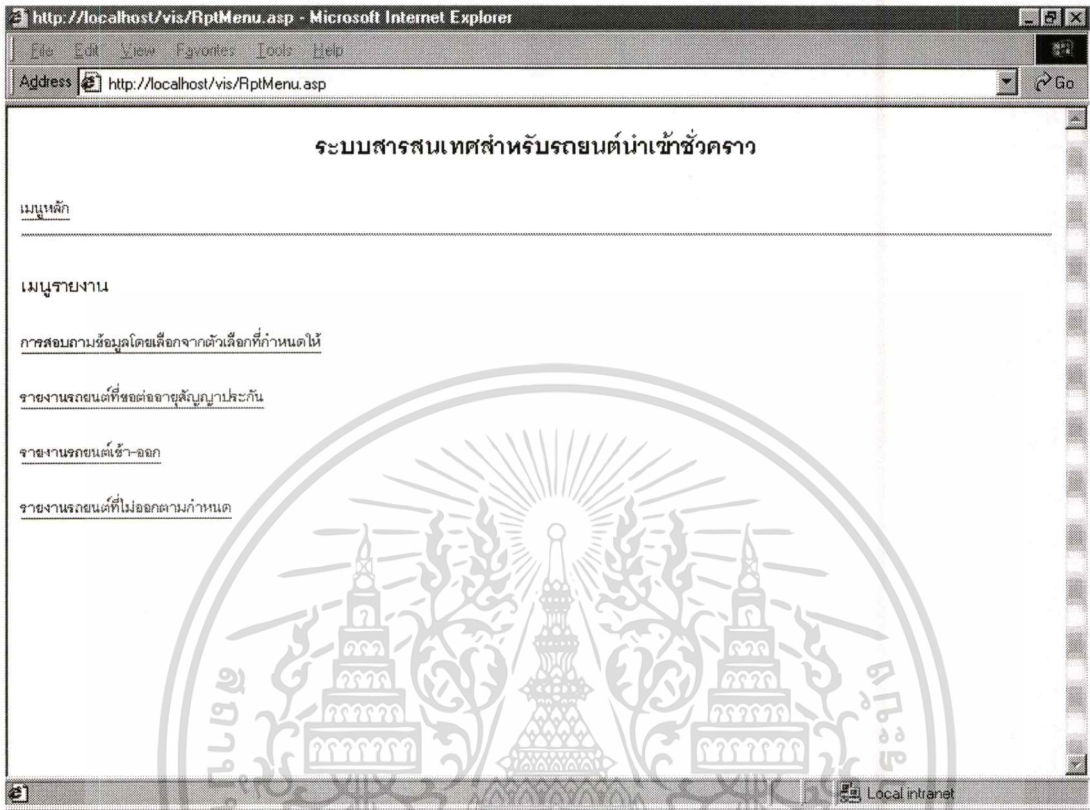 http://localhost/vis/RptMenu.asp - Microsoft Internet Explorer
File Edit View Favorites Tools Help
Address http://localhost/vis/RptMenu.asp Go
ระบบสารสนเทศสำหรับรถยนต์นำเข้าชั่วคราว
เมนูหลัก
เมนูรายงาน
การสอบถามข้อมูลโดยเลือกจากตัวเลือกที่กำหนดให้
รายงานรถยนต์ที่ขอต่ออายุสัญญาประกัน
รายงานรถยนต์เข้า-ออก
รายงานรถยนต์ที่ไม่ออกตามกำหนด
Local intranet